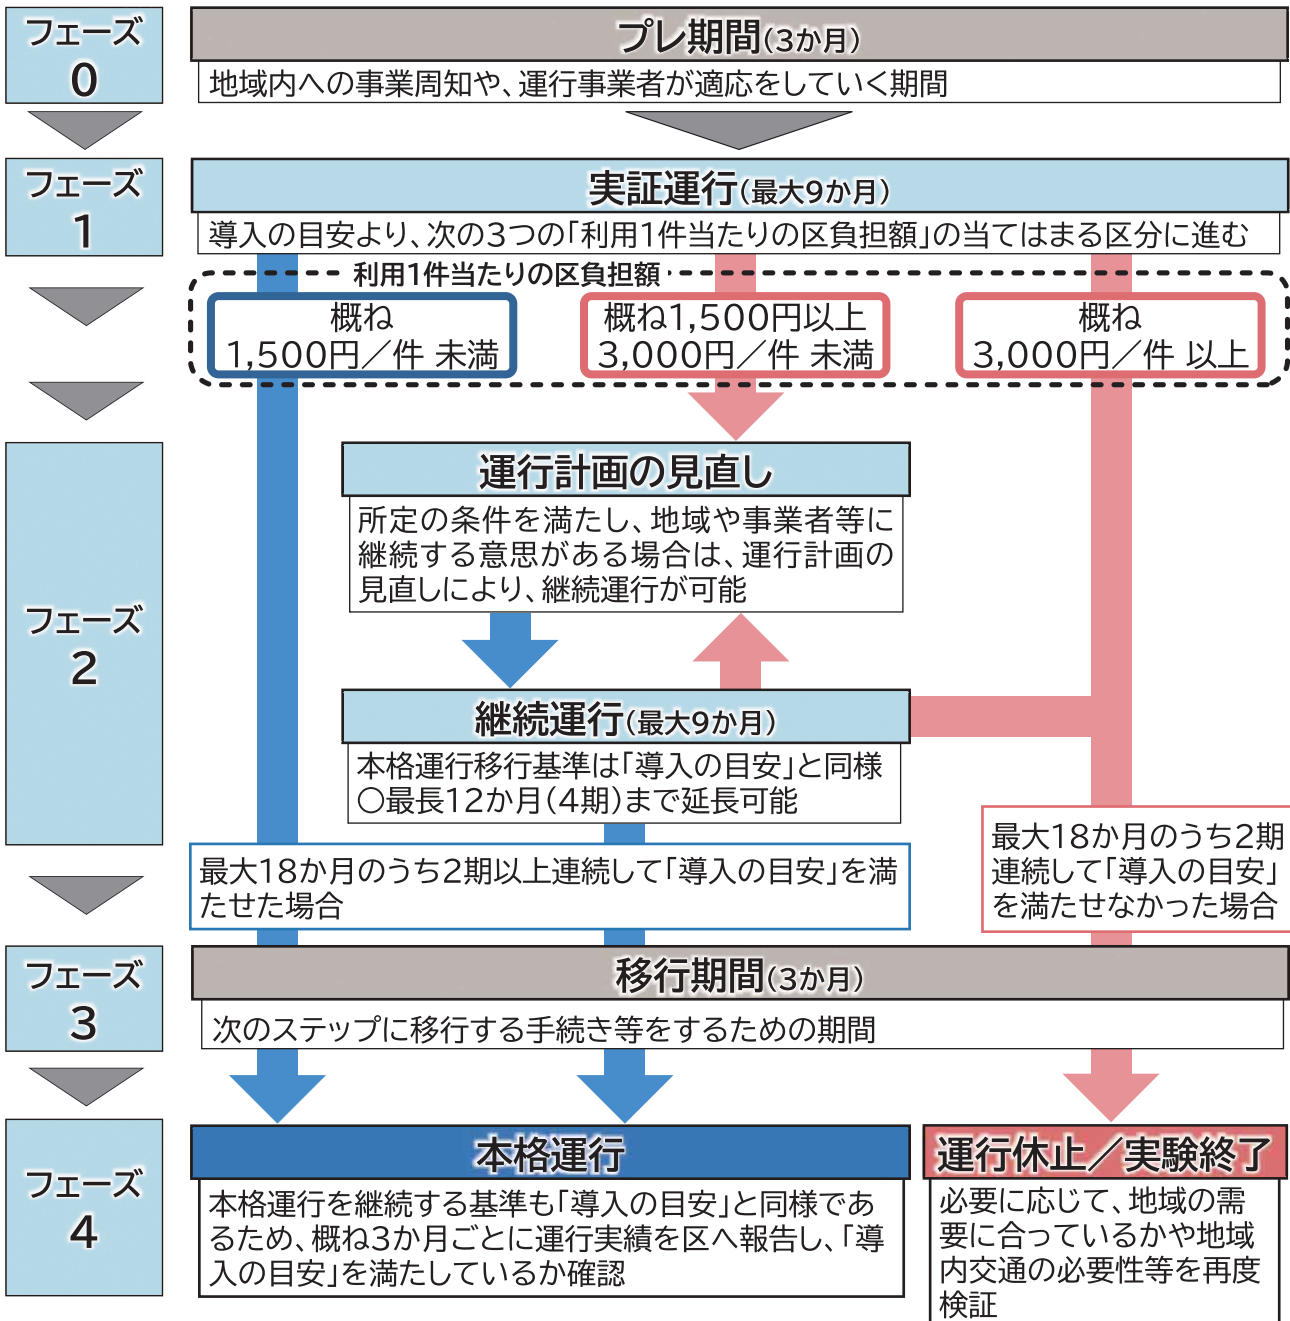 フェーズ
0
プレ期間(3か月)
地域内への事業周知や、運行事業者が適応をしていく期間
フェーズ
1
実証運行(最大9か月)
導入の目安より、次の3つの「利用1件当たりの区負担額」の当てはまる区分に進む
利用1件当たりの区負担額
概ね
1,500円／件 未満
概ね1,500円以上
3,000円／件 未満
概ね
3,000円／件 以上
フェーズ
2
運行計画の見直し
所定の条件を満たし、地域や事業者等に
継続する意思がある場合は、運行計画の
見直しにより、継続運行が可能
継続運行(最大9か月)
本格運行移行基準は「導入の目安」と同様
○最長12か月(4期)まで延長可能
最大18か月のうち2期以上連続して「導入の目安」を満
たせた場合
最大18か月のうち2期
連続して「導入の目安」
を満たせなかった場合
フェーズ
3
移行期間(3か月)
次のステップに移行する手続き等をするための期間
フェーズ
4
本格運行
本格運行を継続する基準も「導入の目安」と同様であ
るため、概ね3か月ごとに運行実績を区へ報告し、「導
入の目安」を満たしているか確認
運行休止／実験終了
必要に応じて、地域の需
要に合っているかや地域
内交通の必要性等を再度
検証